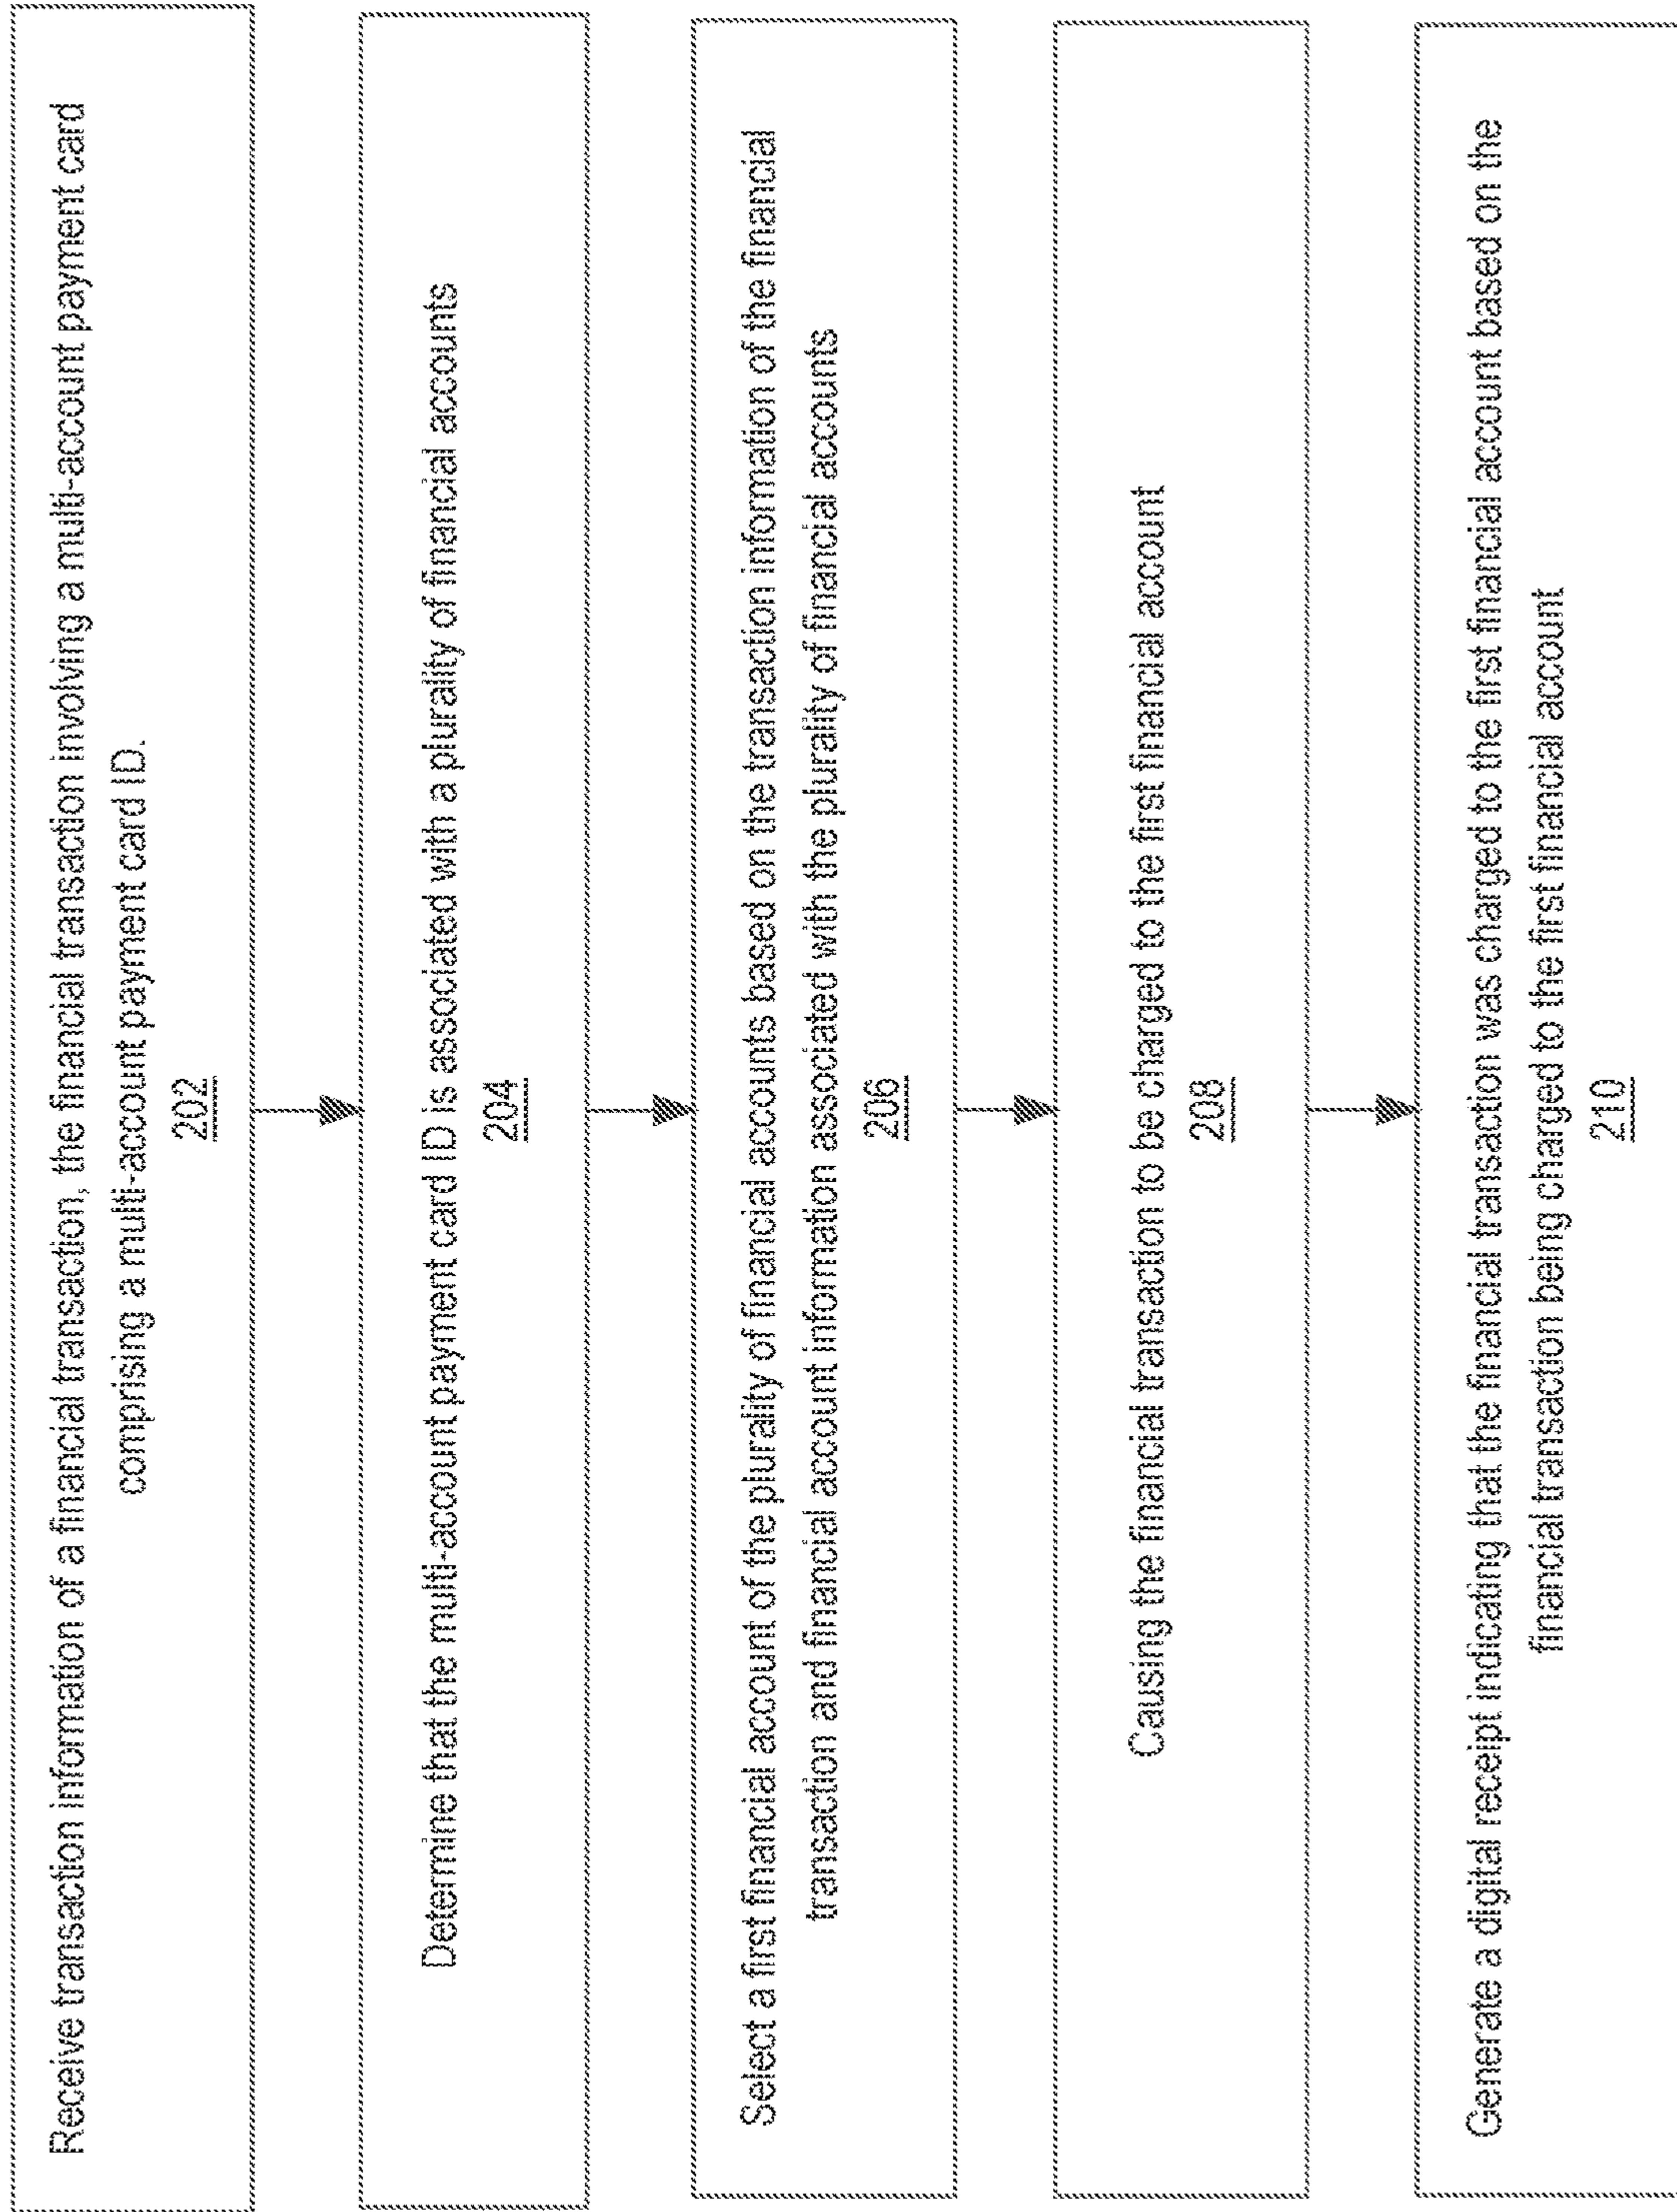 Receive transaction information of a financial transaction, the financial transaction involving a multi-account payment card
comprising a multi-account payment card ID.
202
Determine that the multi-account payment card ID is associated with a plurality of financial accounts
204
Select a first financial account of the plurality of financial accounts based on the transaction information of the financial
transaction and financial account information associated with the plurality of financial accounts
206
Causing the financial transaction to be charged to the first financial account
208
Generate a digital receipt indicating that the financial transaction was charged to the first financial account based on the
financial transaction being charged to the first financial account
210